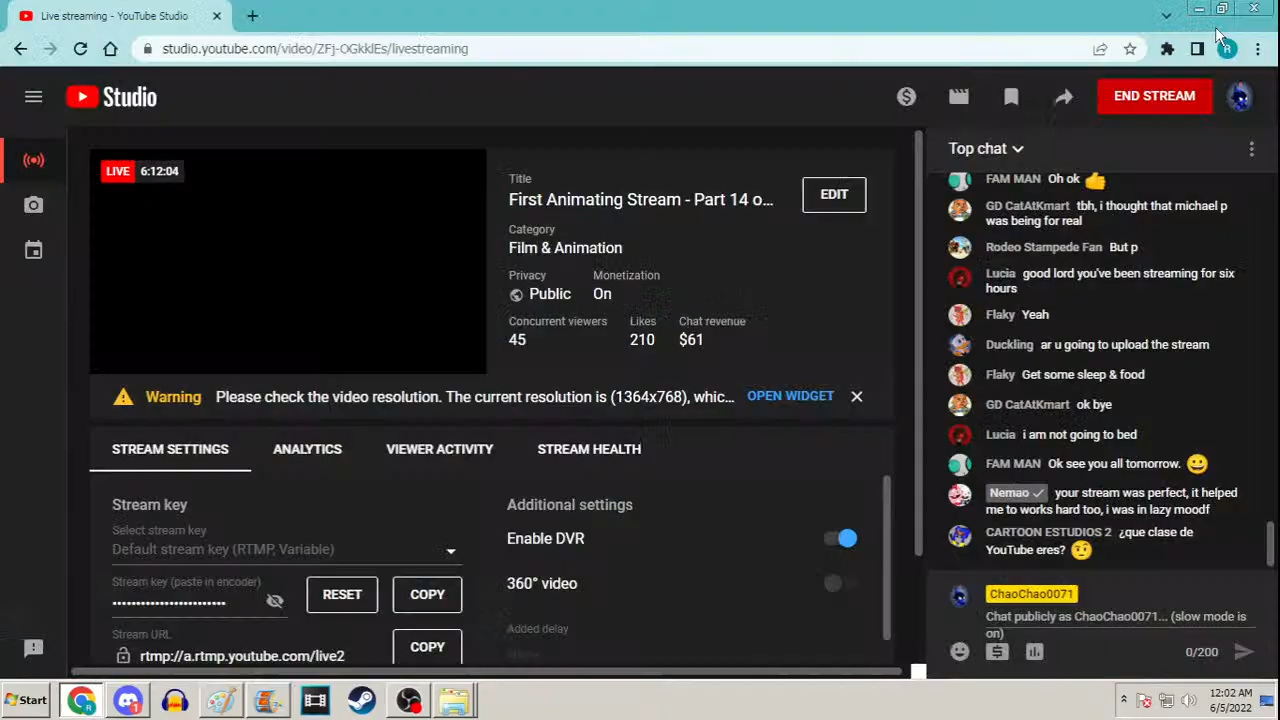 Live streaming - YouTube Studio
studio.youtube.com/video/ZFj-OGkklEs/livestreaming
Studio
END STREAM
LIVE 6:12:04
Title
First Animating Stream - Part 14 o...
EDIT
Category
Film & Animation
Privacy
Monetization
Public
On
Concurrent viewers
Likes
Chat revenue
45
210
$61
Warning Please check the video resolution. The current resolution is (1364x768), whic...
OPEN WIDGET
STREAM SETTINGS
ANALYTICS
VIEWER ACTIVITY
STREAM HEALTH
Stream key
Select stream key
Default stream key (RTMP, Variable)
Stream key (paste in encoder)
RESET
COPY
Stream URL
rtmp://a.rtmp.youtube.com/live2
COPY
Additional settings
Enable DVR
360° video
Added delay
Top chat
FAM MAN Oh ok 👍
GD CatAtKmart tbh, i thought that michael p
was being for real
Rodeo Stampede Fan But p
Lucia good lord you've been streaming for six
hours
Flaky Yeah
Duckling ar u going to upload the stream
Flaky Get some sleep & food
GD CatAtKmart ok bye
Lucia i am not going to bed
FAM MAN Ok see you all tomorrow. 😀
Nemao your stream was perfect, it helped
me to works hard too, i was in lazy moodf
CARTOON ESTUDIOS 2 ¿que clase de
YouTube eres? 🤨
ChaoChao0071
Chat publicly as ChaoChao0071... (slow mode is
on)
0/200
Start
12:02 AM
6/5/2022